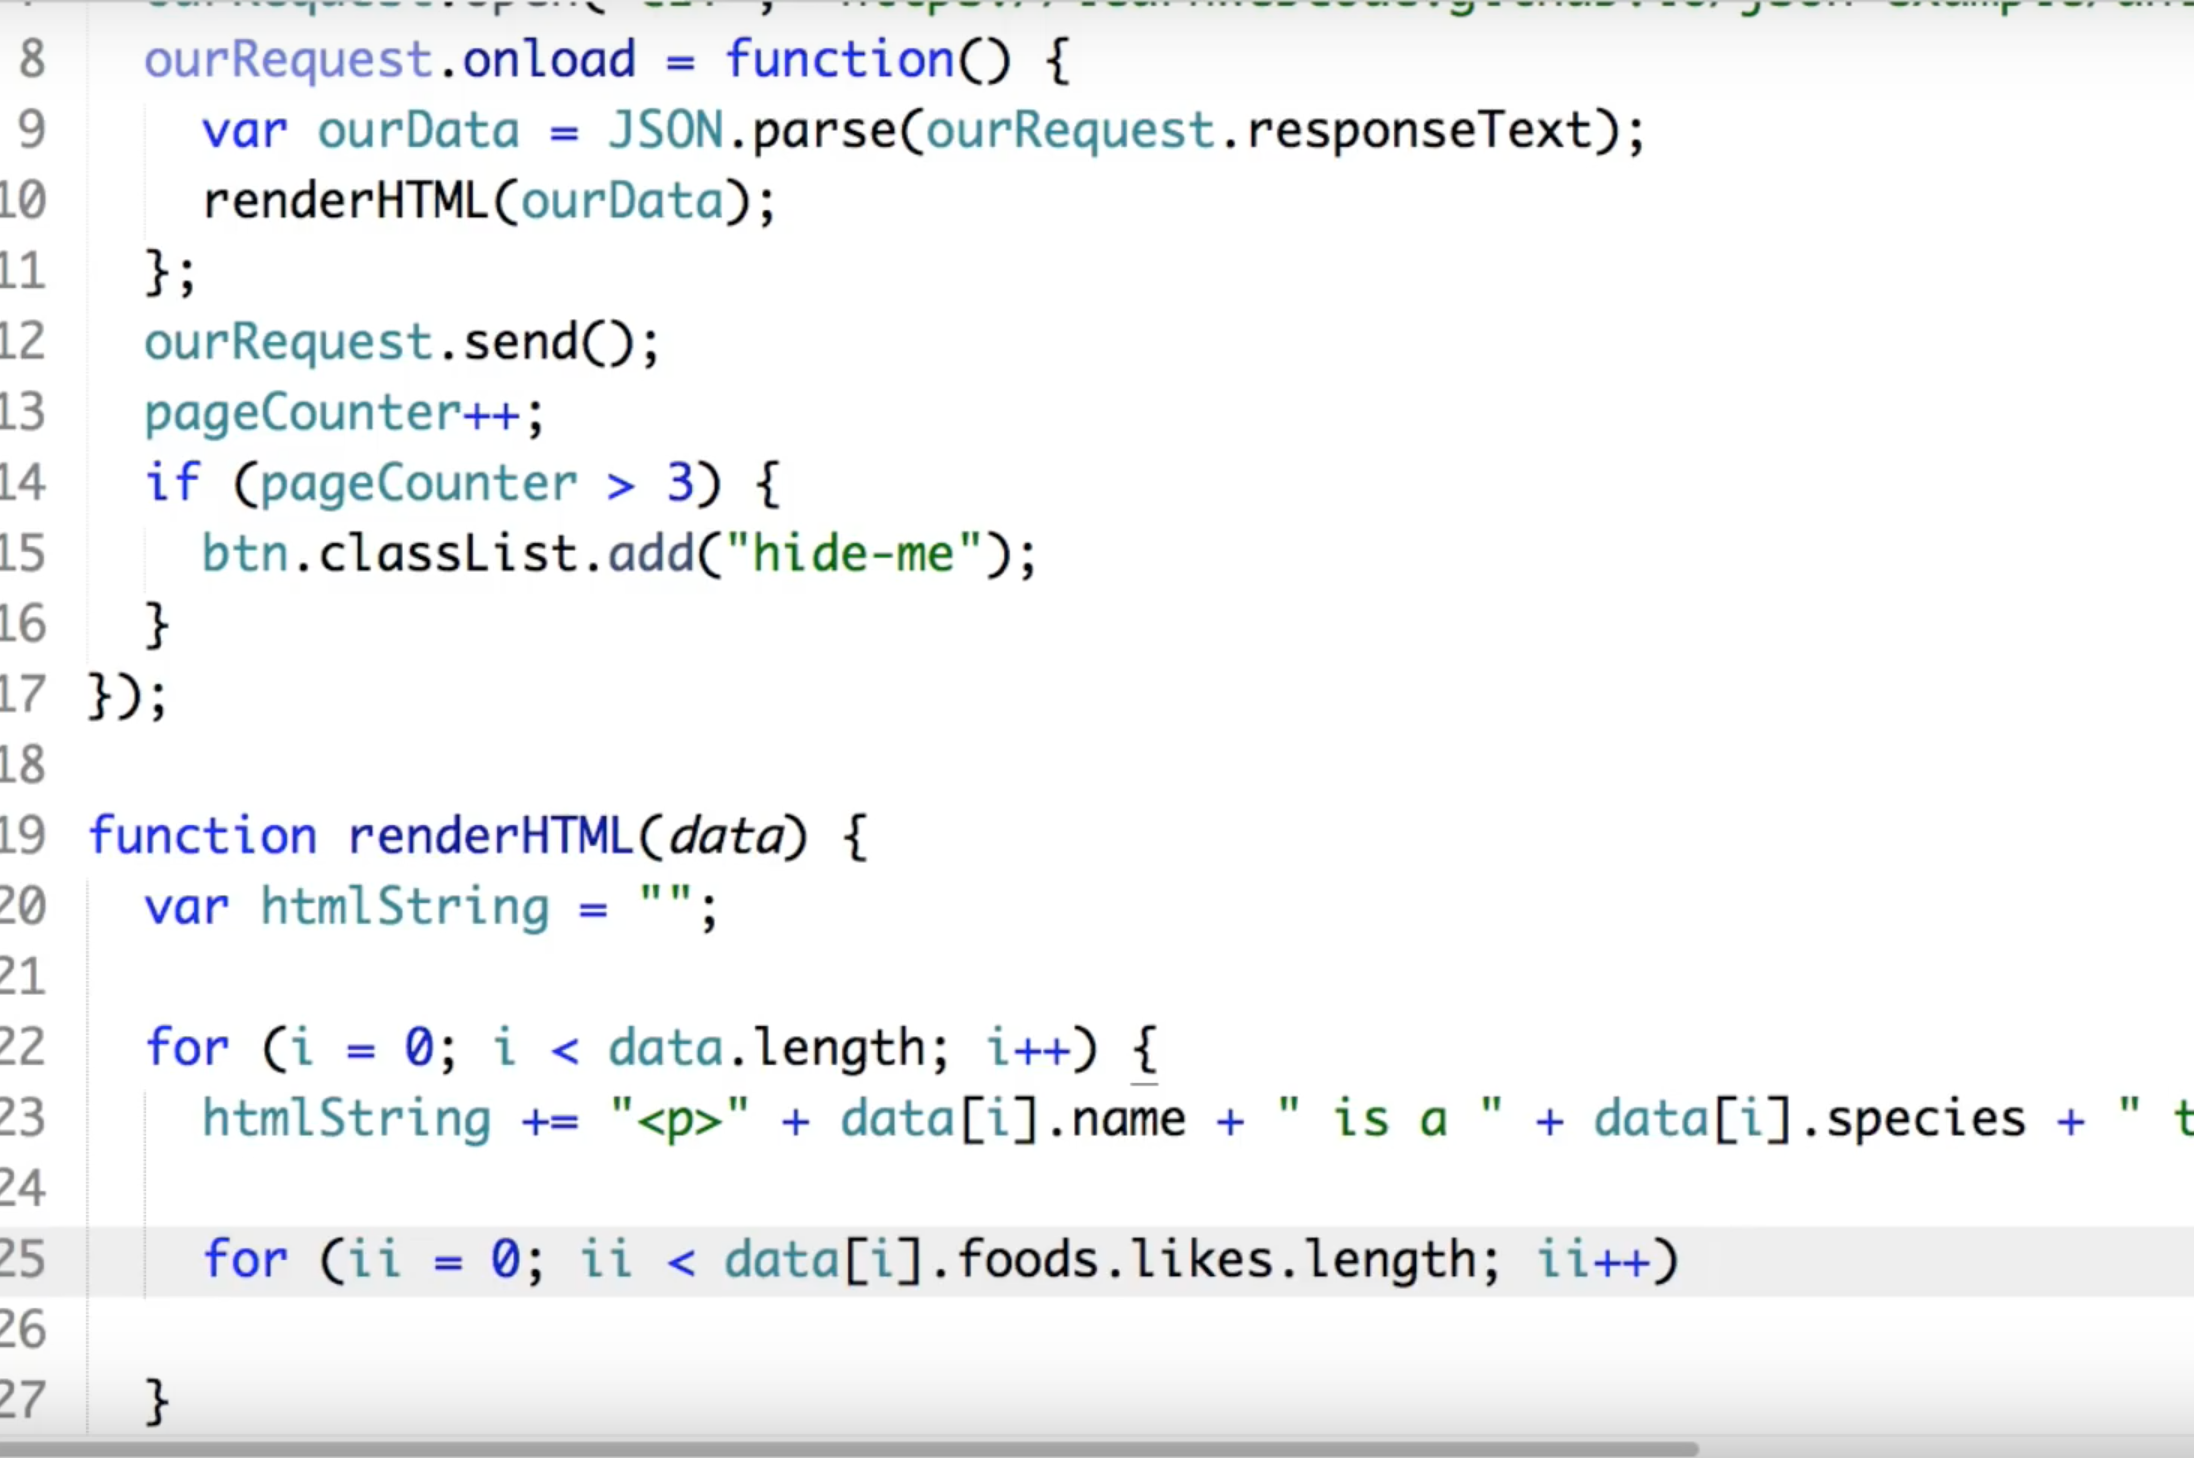 8 ourRequest.onload = function() {
9 var ourData = JSON.parse(ourRequest.responseText);
10 renderHTML(ourData);
11 };
12 ourRequest.send();
13 pageCounter++;
14 if (pageCounter > 3) {
15 btn.classList.add("hide-me");
16 }
17 });
18
19 function renderHTML(data) {
20 var htmlString = "";
21
22 for (i = 0; i < data.length; i++) {
23 htmlString += "<p>" + data[i].name + " is a " + data[i].species + " t
24
25 for (ii = 0; ii < data[i].foods.likes.length; ii++)
26
27 }